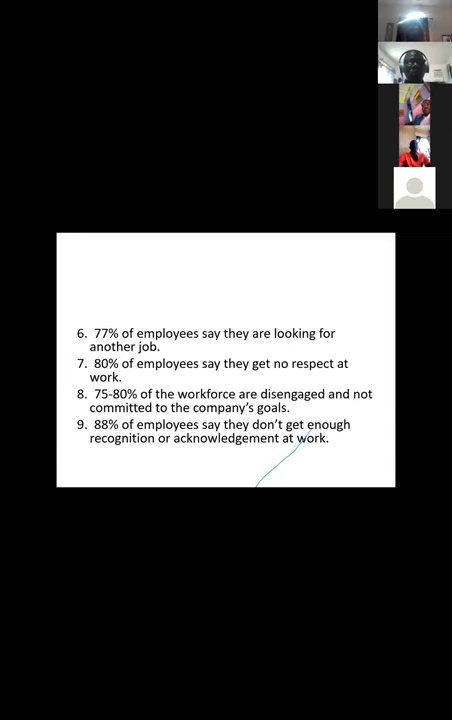 6. 77% of employees say they are looking for
another job.
7. 80% of employees say they get no respect at
work.
8. 75-80% of the workforce are disengaged and not
committed to the company’s goals.
9. 88% of employees say they don’t get enough
recognition or acknowledgement at work.